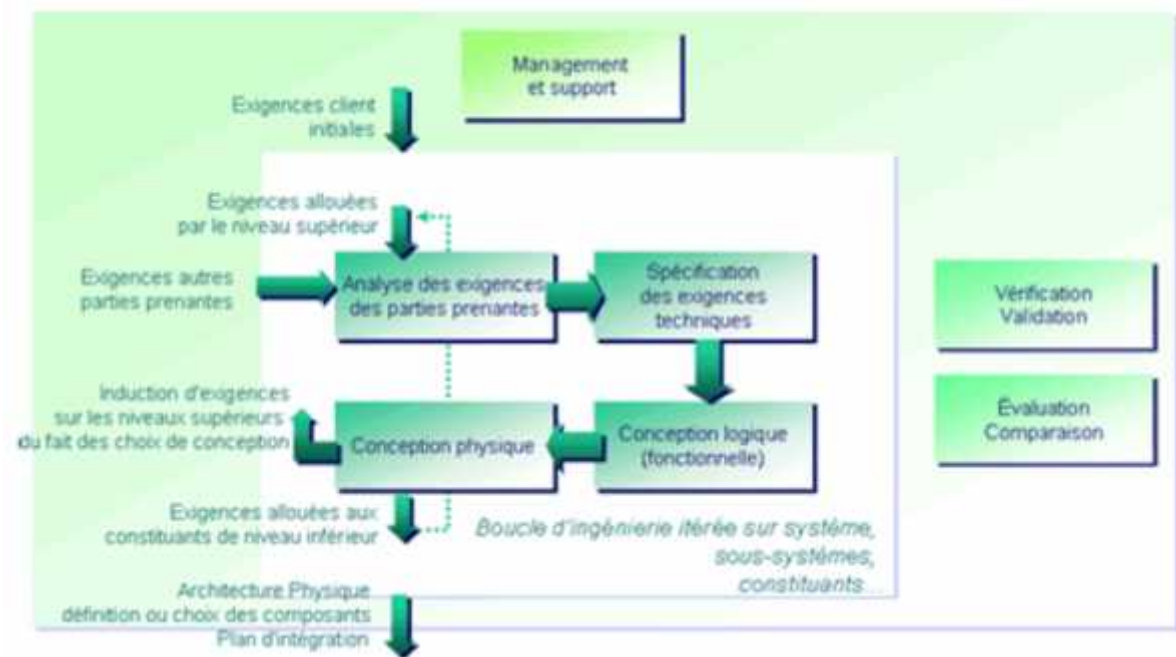 Management
et support
Exigences client
initiales
Exigences allouées
par le niveau supérieur
Exigences autres
parties prenantes
Analyse des exigences
des parties prenantes
Spécification
des exigences
techniques
Vérification
Validation
Induction d'exigences
sur les niveaux supérieurs
du fait des choix de conception
Conception physique
Conception logique
(fonctionnelle)
Évaluation
Comparaison
Exigences allouées aux
constituants de niveau inférieur
Boucle d'ingénierie itérée sur système,
sous-systèmes,
constituants...
Architecture Physique
définition ou choix des composants
Plan d'intégration